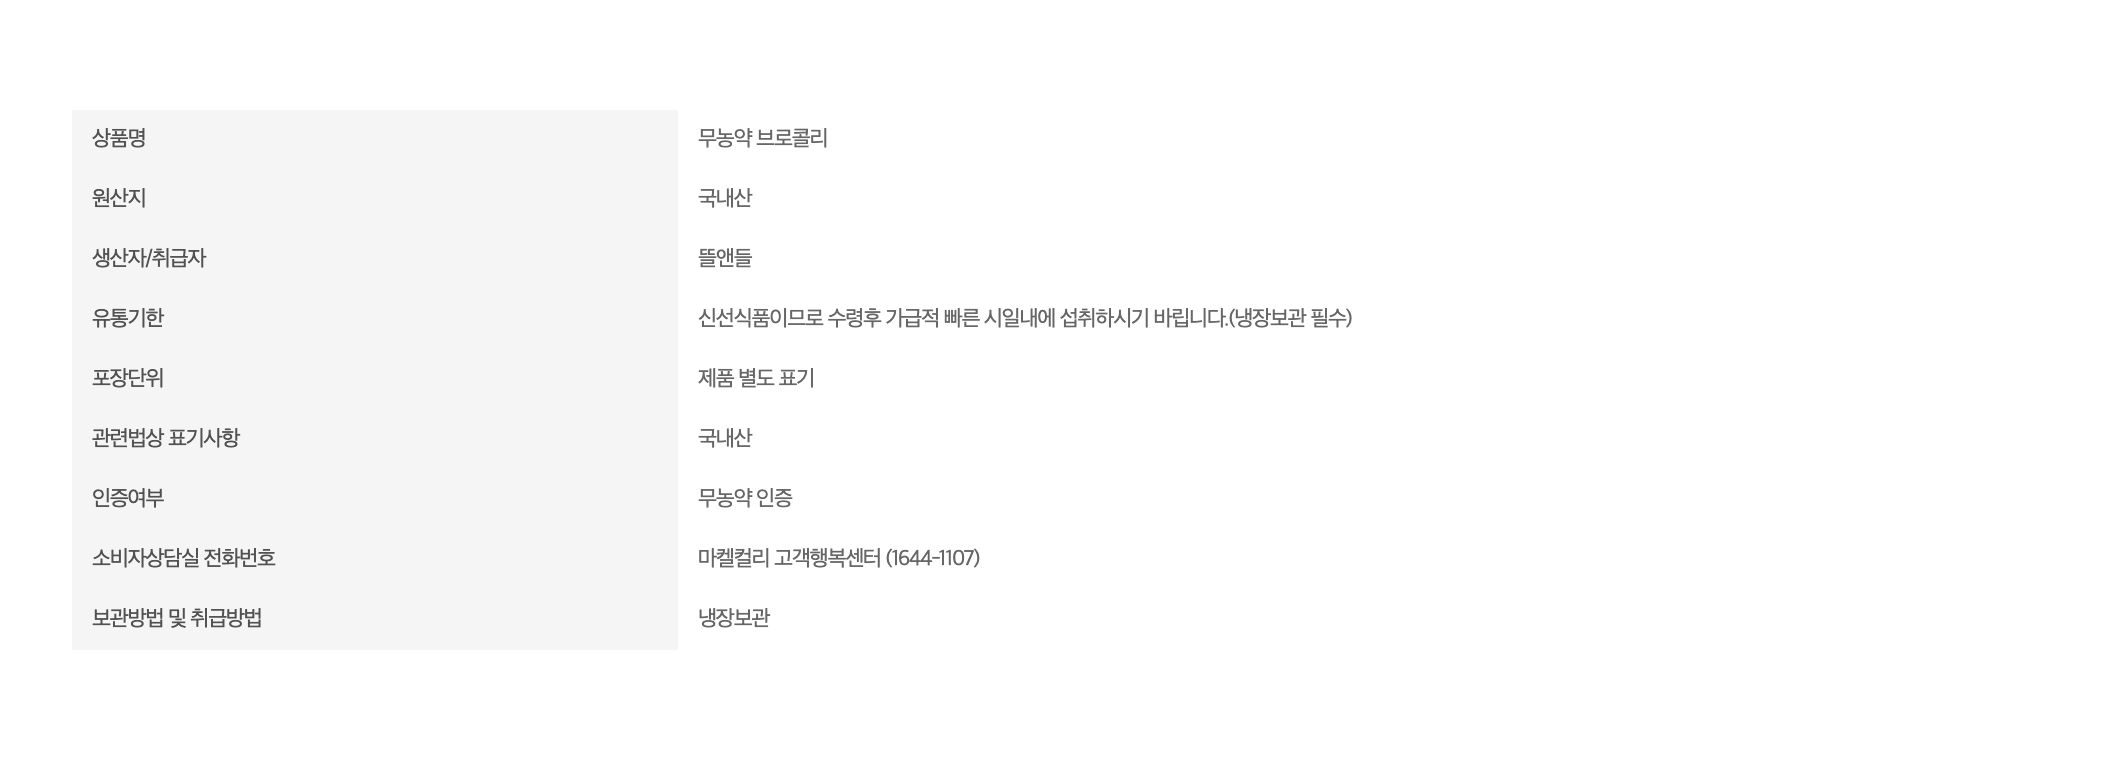 상품명 무농약 브로콜리
원산지 국내산
생산자/취급자 뜰앤들
유통기한 신선식품이므로 수령후 가급적 빠른 시일내에 섭취하시기 바립니다.(냉장보관 필수)
포장단위 제품 별도 표기
관련법상 표기사항 국내산
인증여부 무농약 인증
소비자상담실 전화번호 마켈컬리 고객행복센터 (1644-1107)
보관방법 및 취급방법 냉장보관